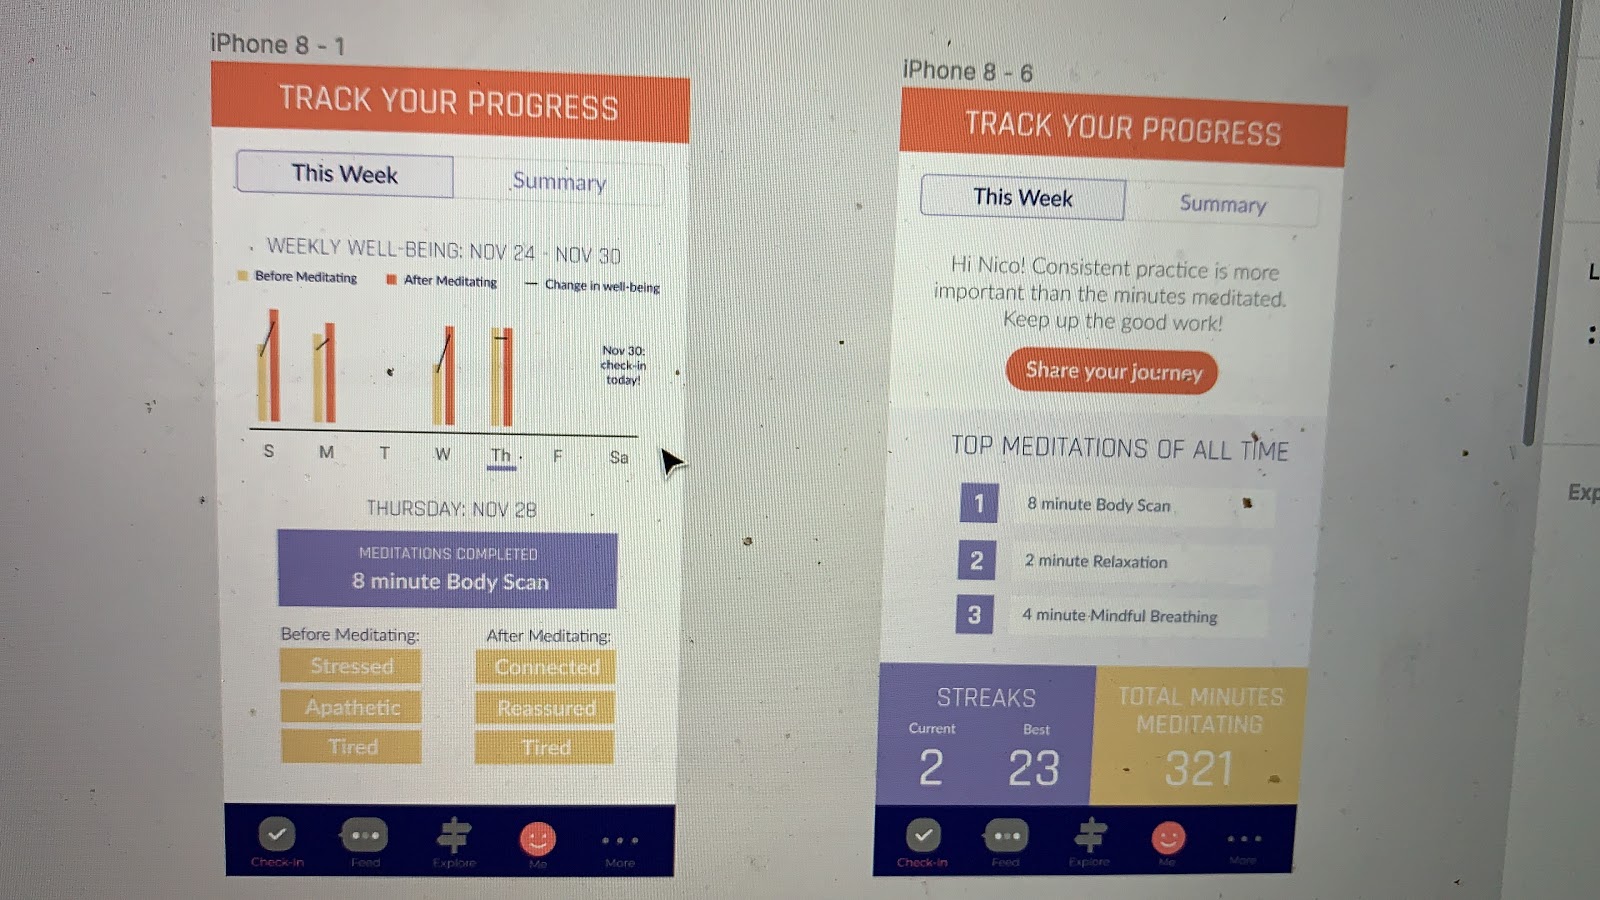 iPhone 8 - 1
TRACK YOUR PROGRESS
This Week
Summary
WEEKLY WELL-BEING: NOV 24 - NOV 30
Before Meditating
After Meditating
Change in well-being
Nov 30:
check-in
today!
S M T W Th F Sa
THURSDAY: NOV 28
MEDITATIONS COMPLETED
8 minute Body Scan
Before Meditating:
Stressed
Apathetic
Tired
After Meditating:
Connected
Reassured
Tired
Check-In
Feed
Explore
Me
More
iPhone 8 - 6
TRACK YOUR PROGRESS
This Week
Summary
Hi Nico! Consistent practice is more
important than the minutes meditated.
Keep up the good work!
Share your journey
TOP MEDITATIONS OF ALL TIME
1 8 minute Body Scan
2 2 minute Relaxation
3 4 minute Mindful Breathing
STREAKS
Current
2
Best
23
TOTAL MINUTES
MEDITATING
321
Check-In
Feed
Explore
Me
More
L
Exp